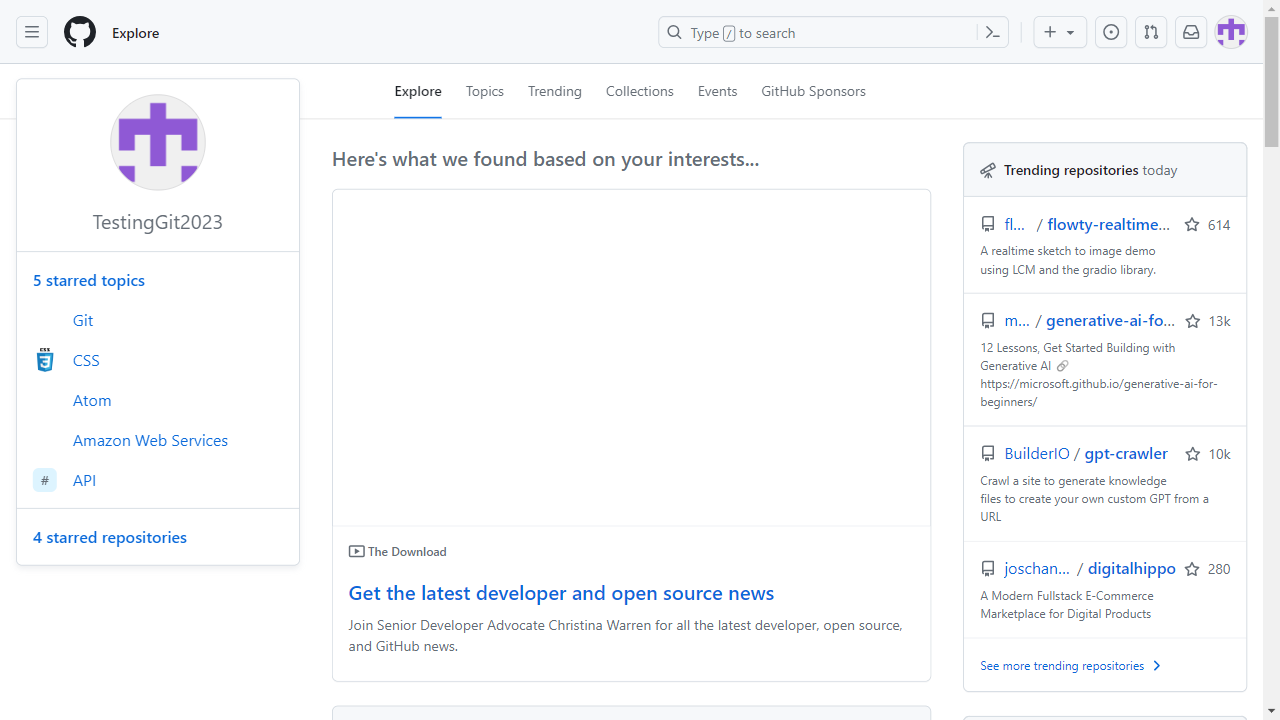 Explore
Type / to search
Explore
Topics
Trending
Collections
Events
GitHub Sponsors
TestingGit2023
5 starred topics
Git
CSS
Atom
Amazon Web Services
# API
4 starred repositories
Here's what we found based on your interests...
The Download
Get the latest developer and open source news
Join Senior Developer Advocate Christina Warren for all the latest developer, open source,
and GitHub news.
Trending repositories today
fl... / flowty-realtime... 614
A realtime sketch to image demo
using LCM and the gradio library.
m... / generative-ai-fo... 13k
12 Lessons, Get Started Building with
Generative AI 🔗
https://microsoft.github.io/generative-ai-for-
beginners/
BuilderIO / gpt-crawler 10k
Crawl a site to generate knowledge
files to create your own custom GPT from a
URL
joschan... / digitalhippo 280
A Modern Fullstack E-Commerce
Marketplace for Digital Products
See more trending repositories